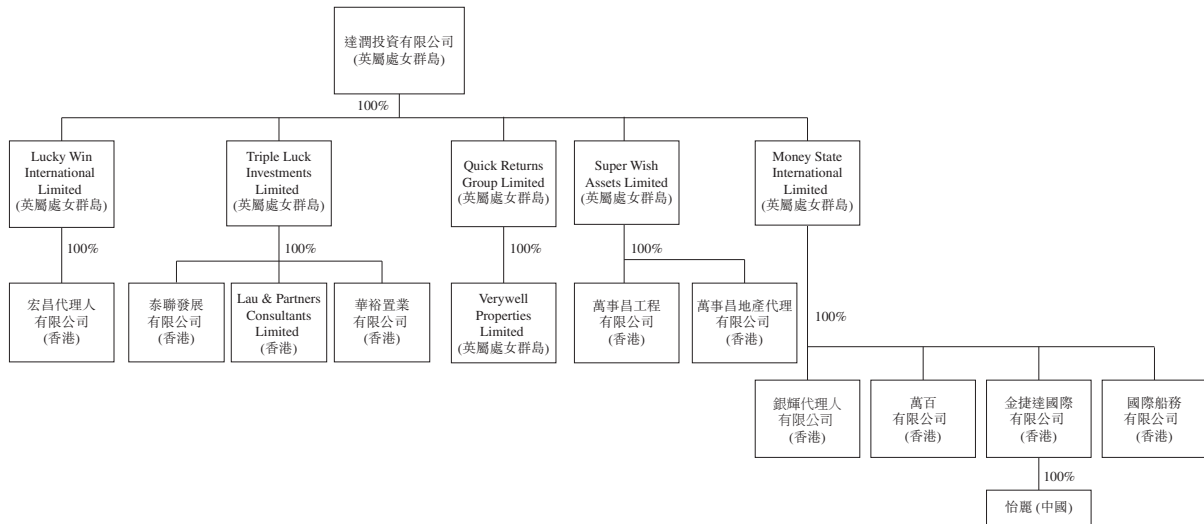 達潤投資有限公司
(英屬處女群島)
100%
Lucky Win
International
Limited
(英屬處女群島)
Triple Luck
Investments
Limited
(英屬處女群島)
Quick Returns
Group Limited
(英屬處女群島)
Super Wish
Assets Limited
(英屬處女群島)
Money State
International
Limited
(英屬處女群島)
100%
100%
100%
100%
100%
宏昌代理人
有限公司
(香港)
泰聯發展
有限公司
(香港)
Lau & Partners
Consultants
Limited
(香港)
華裕置業
有限公司
(香港)
Verywell
Properties
Limited
(英屬處女群島)
萬事昌工程
有限公司
(香港)
萬事昌地產代理
有限公司
(香港)
銀輝代理人
有限公司
(香港)
萬百
有限公司
(香港)
金捷達國際
有限公司
(香港)
國際船務
有限公司
(香港)
100%
怡麗 (中國)